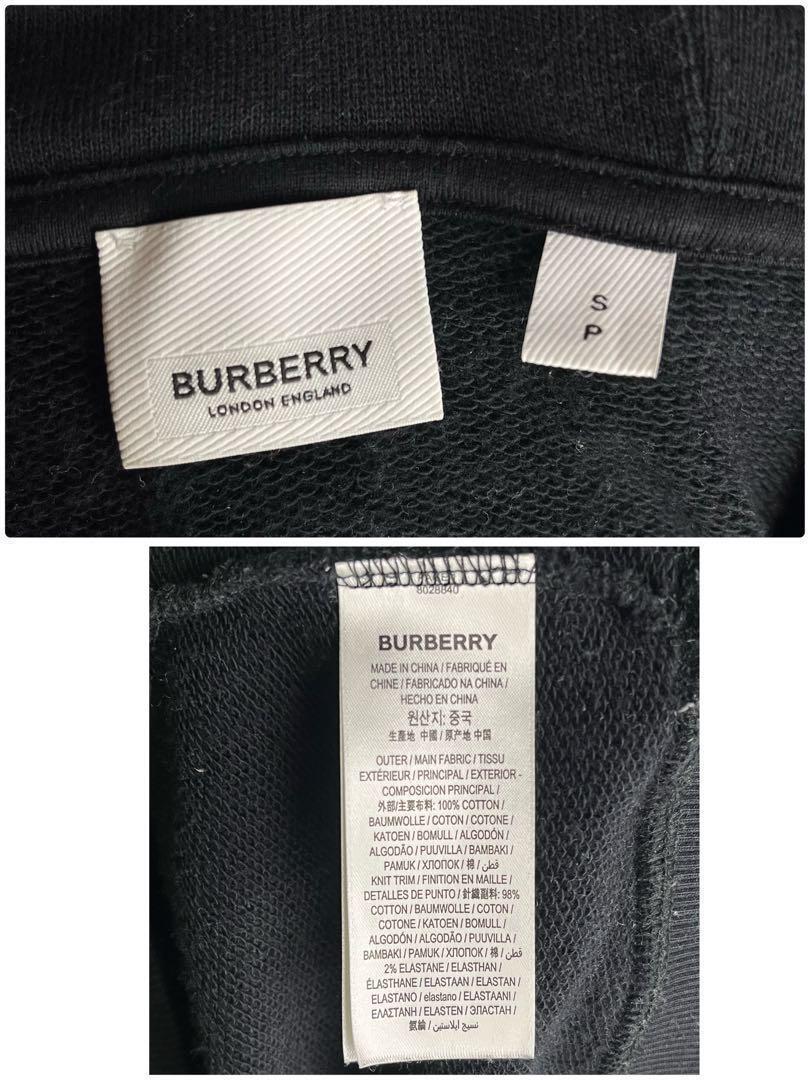 BURBERRY
LONDON ENGLAND
S
P
8028840
BURBERRY
MADE IN CHINA / FABRIQUÉ EN
CHINE / FABRICADO NA CHINA /
HECHO EN CHINA
원산지: 중국
生產地 中國 / 原产地 中国
OUTER / MAIN FABRIC / TISSU
EXTÉRIEUR / PRINCIPAL / EXTERIOR -
COMPOSICION PRINCIPAL /
外部/主要布料: 100% COTTON /
BAUMWOLLE / COTON / COTONE /
KATOEN / BOMULL / ALGODÓN /
ALGODÃO / PUUVILLA / BAMBAKI /
PAMUK / ХЛОПОК / 棉 / قطن /
KNIT TRIM / FINITION EN MAILLE /
DETALLES DE PUNTO / 針織副料: 98%
COTTON / BAUMWOLLE / COTON /
COTONE / KATOEN / BOMULL /
ALGODÓN / ALGODÃO / PUUVILLA /
BAMBAKI / PAMUK / ХЛОПОК / 棉 / قطن /
2% ELASTANE / ELASTHAN /
ÉLASTHANE / ELASTAAN / ELASTAN /
ELASTANO / elastano / ELASTAANI /
ΕΛΑΣΤΑΝΗ / ELASTEN / ЭЛАСТАН /
氨綸 / نسيج ايلاستين /